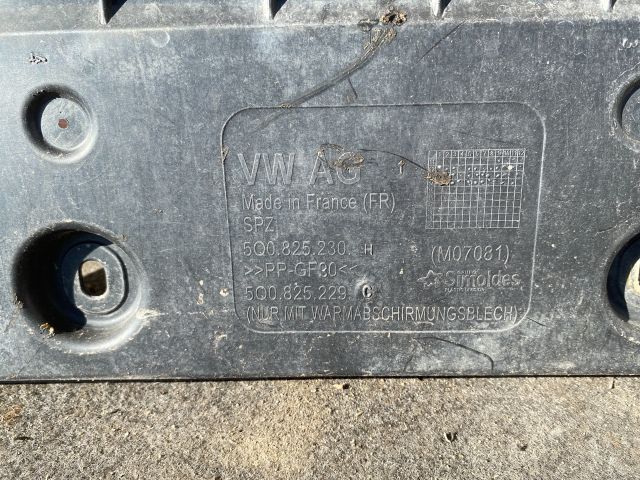 VW AG 1
Made in France (FR)
SPZ
5Q0.825.230. H (M07081)
>>PP-GF30<<
Simoldes
5Q0.825.229.
(NUR MIT WARMABSCHIRMUNGSBLECH)